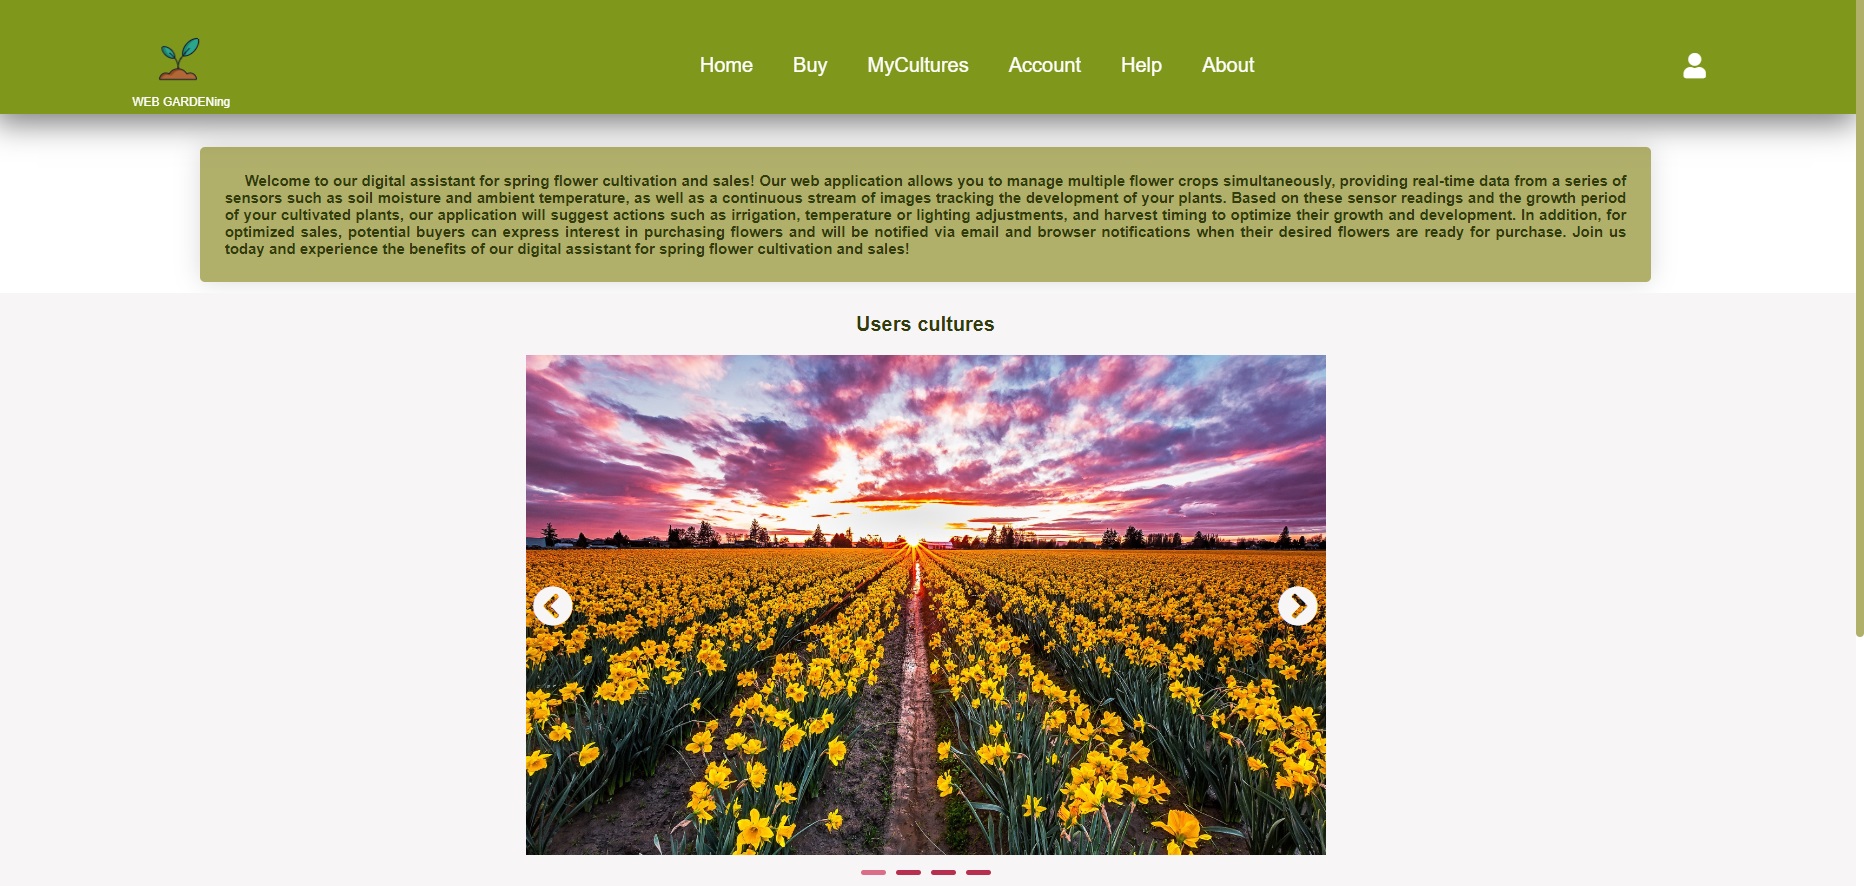 WEB GARDENing
Home Buy MyCultures Account Help About
Welcome to our digital assistant for spring flower cultivation and sales! Our web application allows you to manage multiple flower crops simultaneously, providing real-time data from a series of
sensors such as soil moisture and ambient temperature, as well as a continuous stream of images tracking the development of your plants. Based on these sensor readings and the growth period
of your cultivated plants, our application will suggest actions such as irrigation, temperature or lighting adjustments, and harvest timing to optimize their growth and development. In addition, for
optimized sales, potential buyers can express interest in purchasing flowers and will be notified via email and browser notifications when their desired flowers are ready for purchase. Join us
today and experience the benefits of our digital assistant for spring flower cultivation and sales!
Users cultures